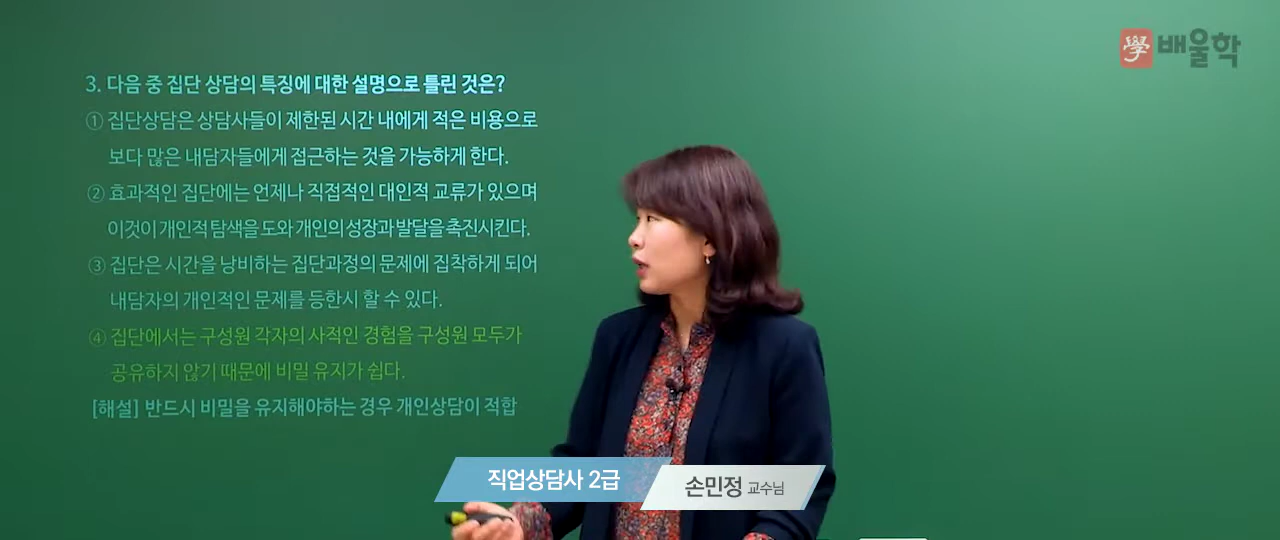 學 배울학
3. 다음 중 집단 상담의 특징에 대한 설명으로 틀린 것은?
① 집단상담은 상담사들이 제한된 시간 내에게 적은 비용으로
보다 많은 내담자들에게 접근하는 것을 가능하게 한다.
② 효과적인 집단에는 언제나 직접적인 대인적 교류가 있으며
이것이 개인적 탐색을 도와 개인의 성장과 발달을 촉진시킨다.
③ 집단은 시간을 낭비하는 집단과정의 문제에 집착하게 되어
내담자의 개인적인 문제를 등한시 할 수 있다.
④ 집단에서는 구성원 각자의 사적인 경험을 구성원 모두가
공유하지 않기 때문에 비밀 유지가 쉽다.
[해설] 반드시 비밀을 유지해야하는 경우 개인상담이 적합
직업상담사 2급
손민정 교수님